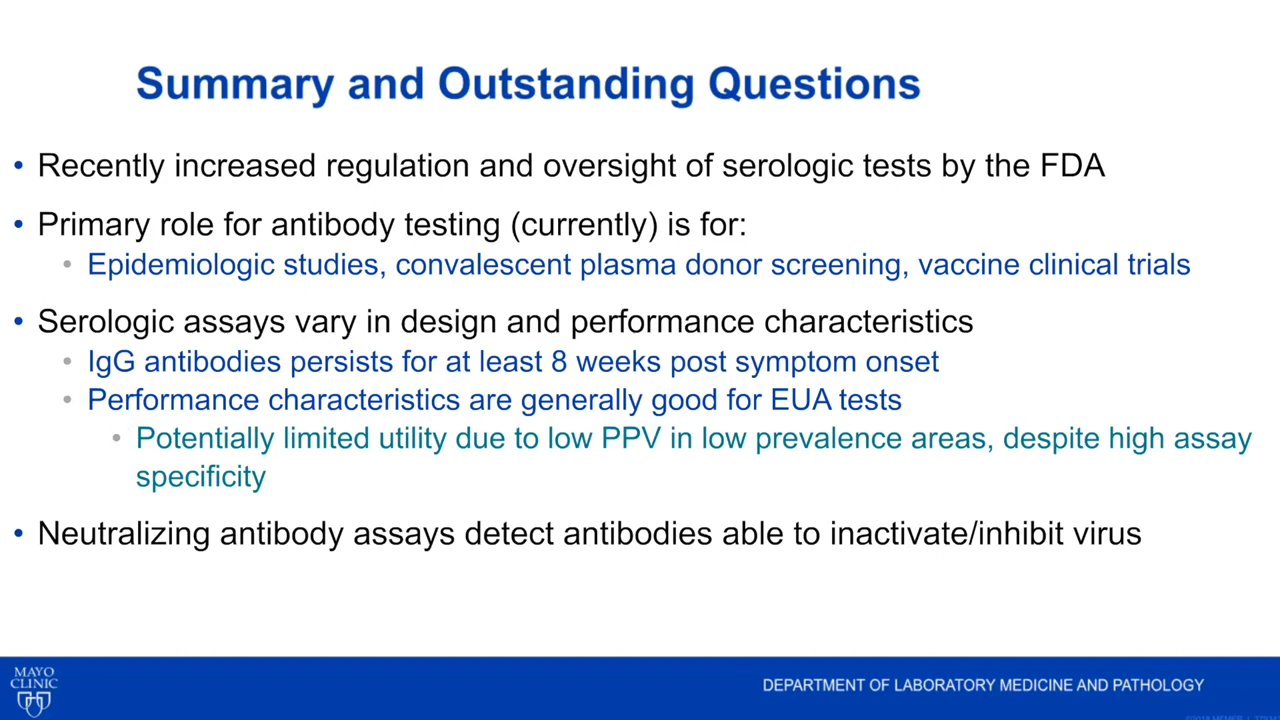 Summary and Outstanding Questions
• Recently increased regulation and oversight of serologic tests by the FDA
• Primary role for antibody testing (currently) is for:
• Epidemiologic studies, convalescent plasma donor screening, vaccine clinical trials
• Serologic assays vary in design and performance characteristics
• IgG antibodies persists for at least 8 weeks post symptom onset
• Performance characteristics are generally good for EUA tests
• Potentially limited utility due to low PPV in low prevalence areas, despite high assay
specificity
• Neutralizing antibody assays detect antibodies able to inactivate/inhibit virus
MAYO
CLINIC
DEPARTMENT OF LABORATORY MEDICINE AND PATHOLOGY